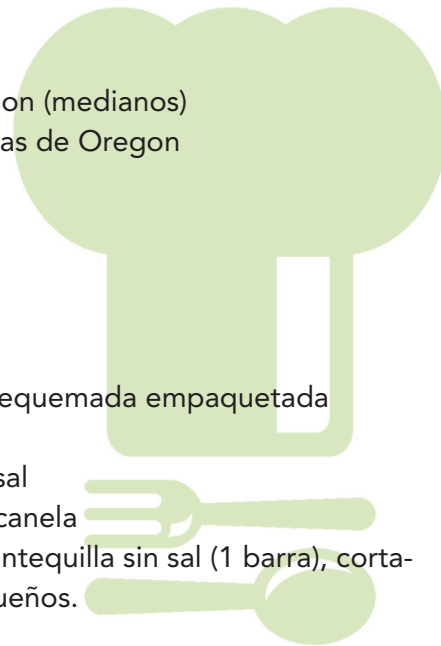 on (medianos)
as de Oregon
equemada empaquetada
sal
canela
ntequilla sin sal (1 barra), corta-
ueños.